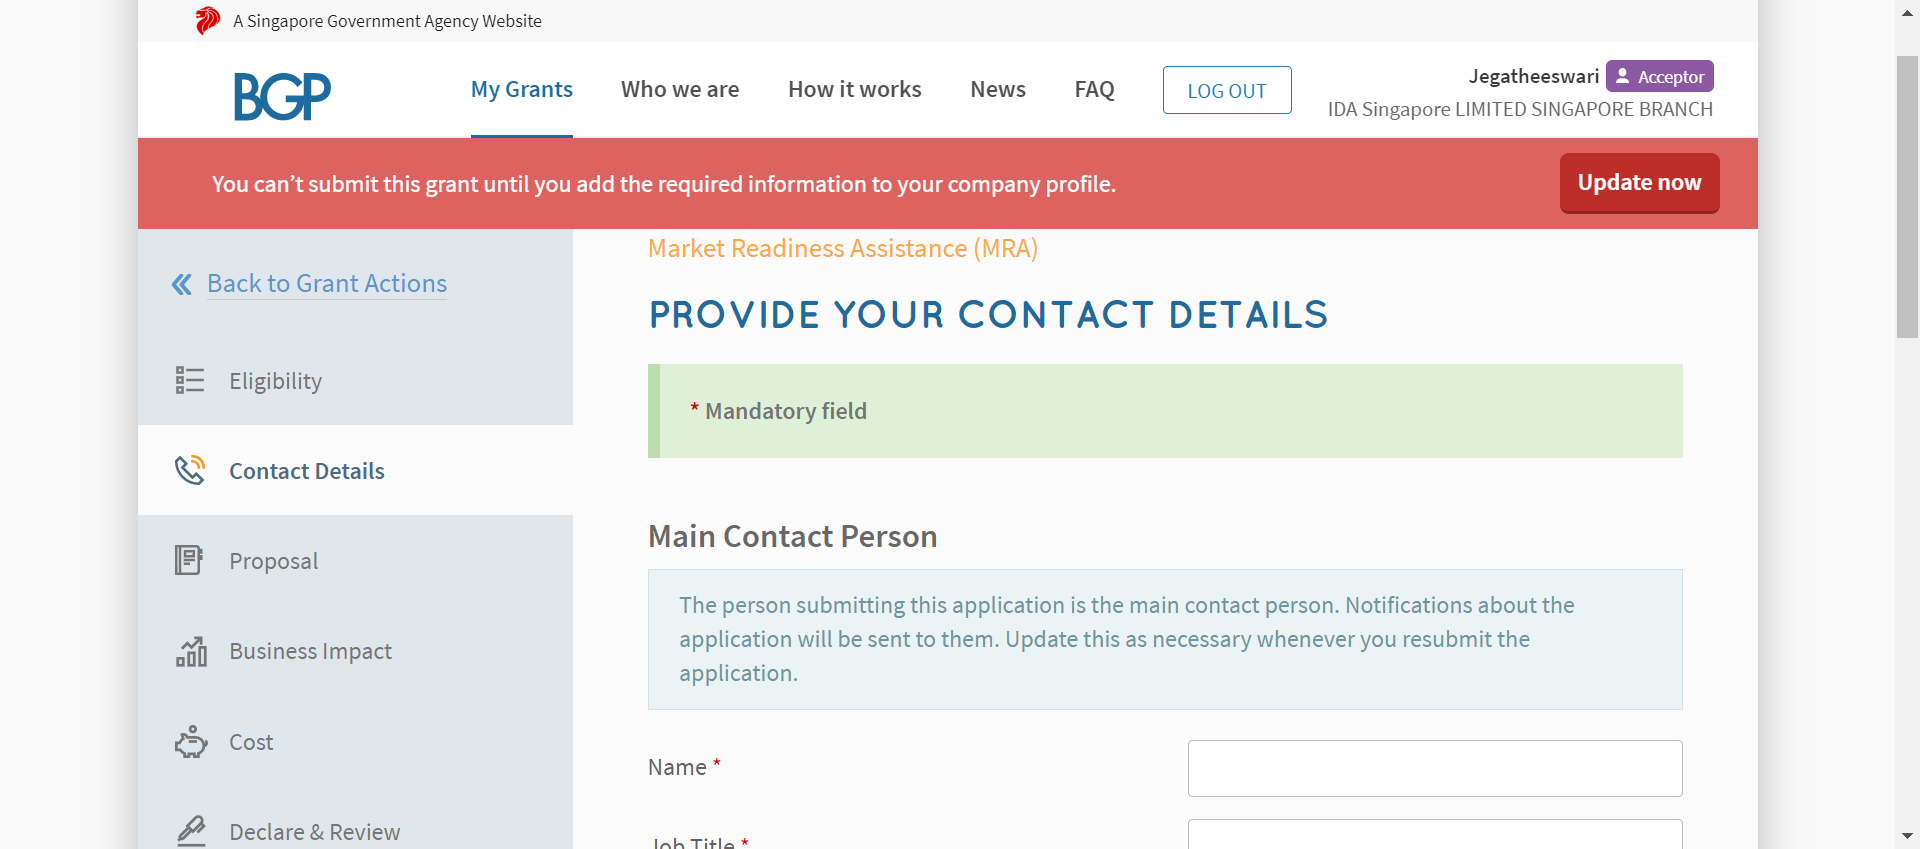 A Singapore Government Agency Website
BGP
My Grants
Who we are
How it works
News
FAQ
LOG OUT
Jegatheeswari
Acceptor
IDA Singapore LIMITED SINGAPORE BRANCH
You can’t submit this grant until you add the required information to your company profile.
Update now
Back to Grant Actions
Eligibility
Contact Details
Proposal
Business Impact
Cost
Declare & Review
Market Readiness Assistance (MRA)
PROVIDE YOUR CONTACT DETAILS
* Mandatory field
Main Contact Person
The person submitting this application is the main contact person. Notifications about the
application will be sent to them. Update this as necessary whenever you resubmit the
application.
Name *
Job Title *